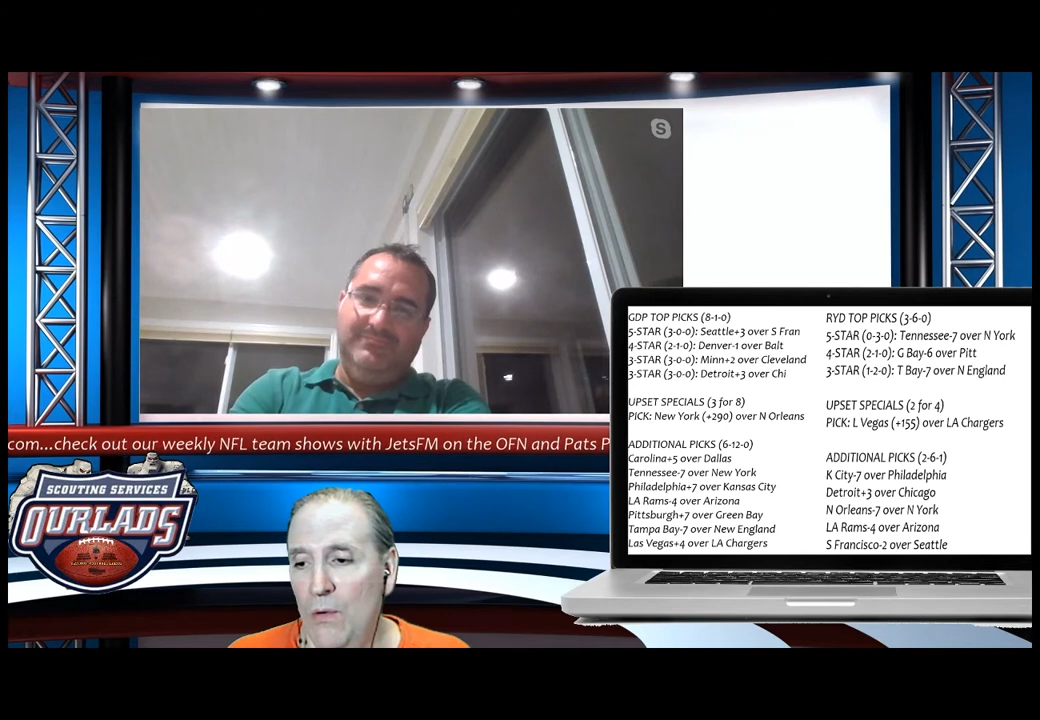 GDP TOP PICKS (8-1-0)
5-STAR (3-0-0): Seattle+3 over S Fran
4-STAR (2-1-0): Denver-1 over Balt
3-STAR (3-0-0): Minn+2 over Cleveland
3-STAR (3-0-0): Detroit+3 over Chi
UPSET SPECIALS (3 for 8)
PICK: New York (+290) over N Orleans
ADDITIONAL PICKS (6-12-0)
Carolina+5 over Dallas
Tennessee-7 over New York
Philadelphia+7 over Kansas City
LA Rams-4 over Arizona
Pittsburgh+7 over Green Bay
Tampa Bay-7 over New England
Las Vegas+4 over LA Chargers
RYD TOP PICKS (3-6-0)
5-STAR (0-3-0): Tennessee-7 over N York
4-STAR (2-1-0): G Bay-6 over Pitt
3-STAR (1-2-0): T Bay-7 over N England
UPSET SPECIALS (2 for 4)
PICK: L Vegas (+155) over LA Chargers
ADDITIONAL PICKS (2-6-1)
K City-7 over Philadelphia
Detroit+3 over Chicago
N Orleans-7 over N York
LA Rams-4 over Arizona
S Francisco-2 over Seattle
com...check out our weekly NFL team shows with JetsFM on the OFN and Pats P
SCOUTING SERVICES
OURLADS